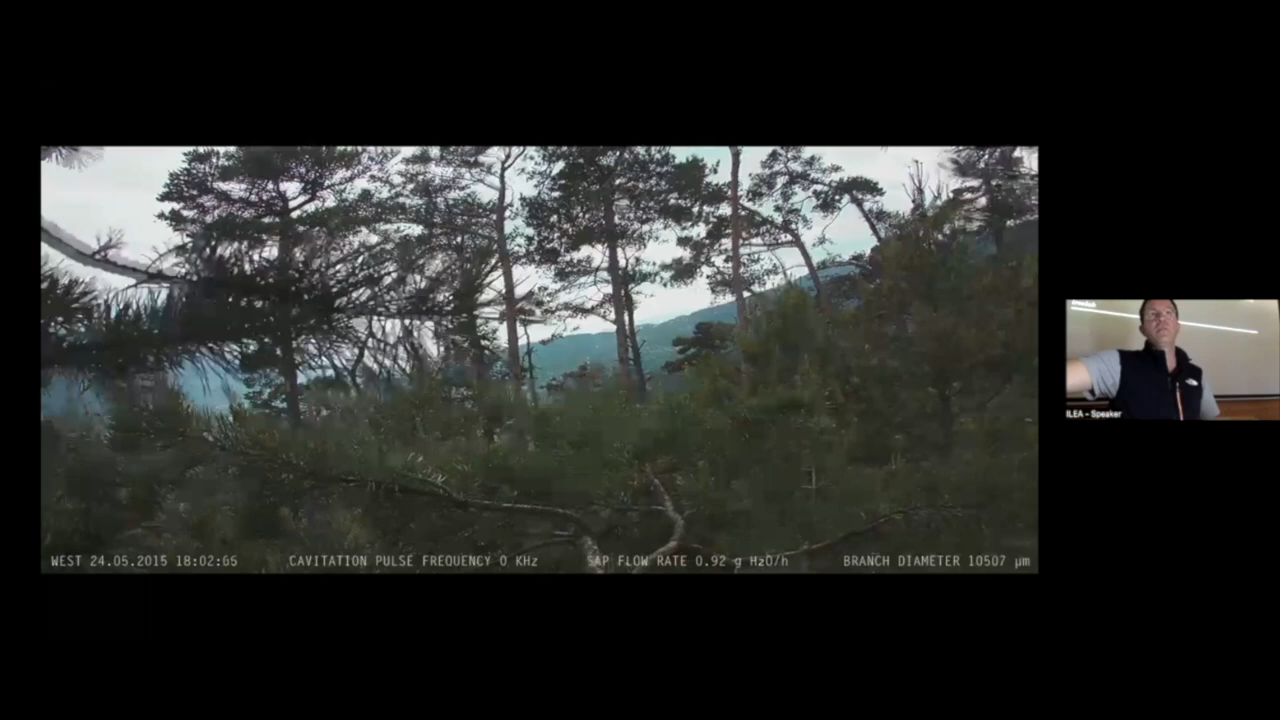 WEST 24.05.2015 18:02:65 CAVITATION PULSE FREQUENCY 0 KHz SAP FLOW RATE 0.92 g H₂O/h BRANCH DIAMETER 10507 µm
ILEA - Speaker